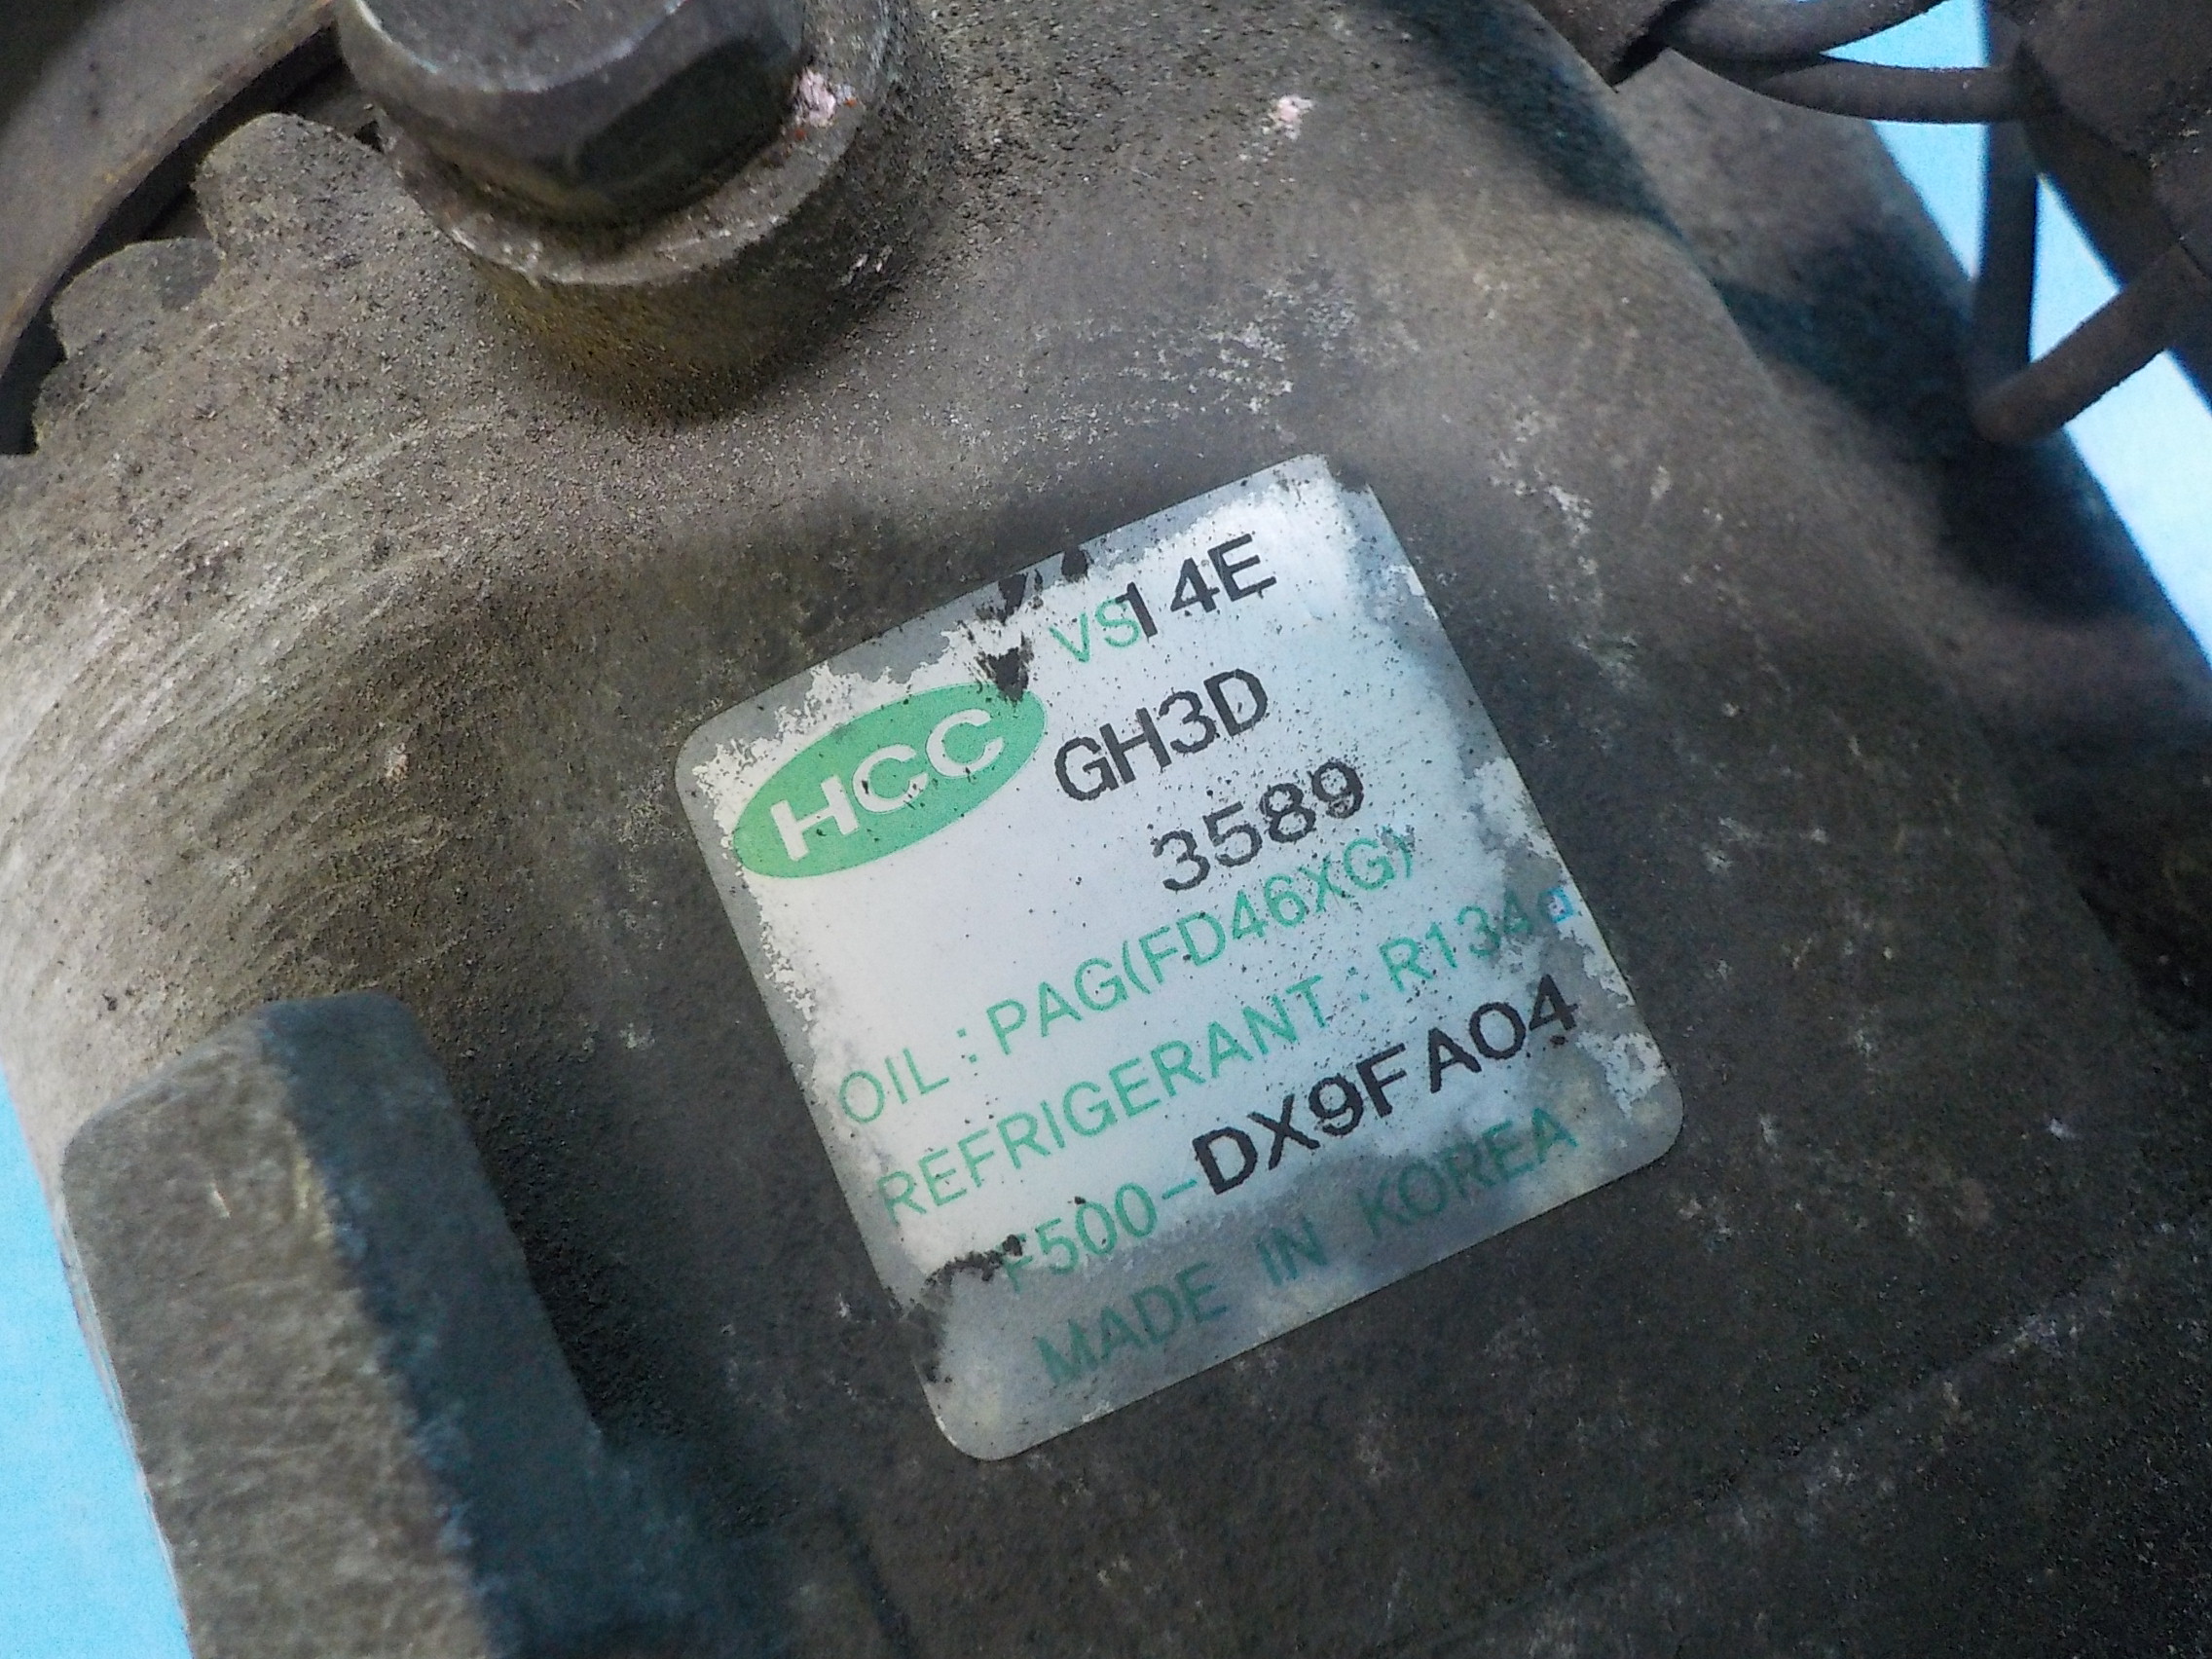 VS14E
HCC
GH3D
3589
OIL : PAG(FD46XG)
REFRIGERANT : R134a
F500-DX9FA04
MADE IN KOREA